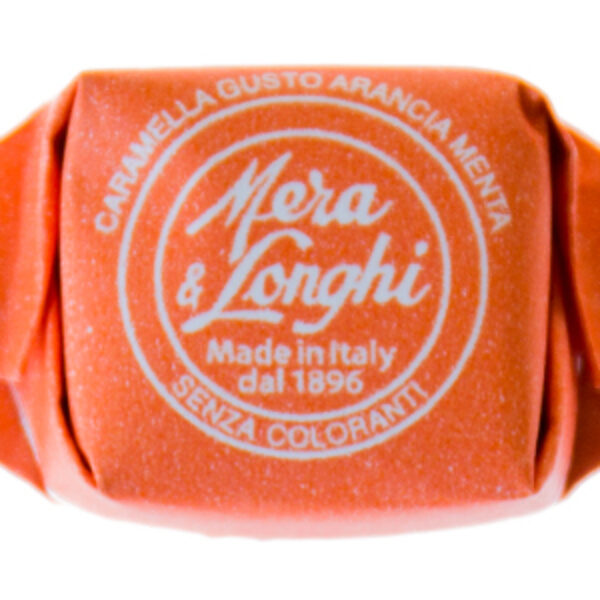 CARAMELLA GUSTO ARANCIA MENTA
Mera
& Longhi
Made in Italy
dal 1896
SENZA COLORANTI